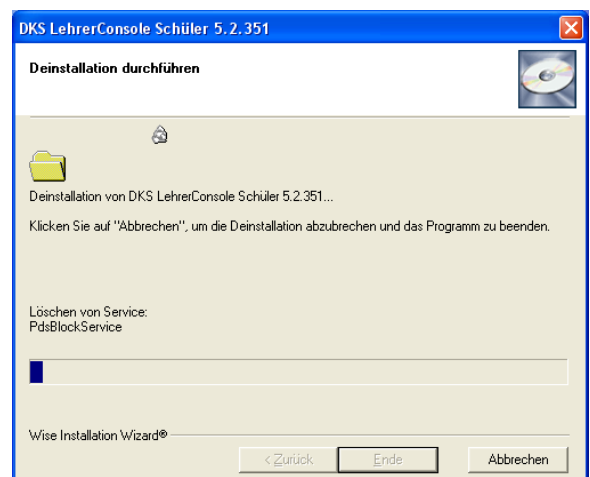 DKS LehrerConsole Schüler 5.2.351
Deinstallation durchführen
Deinstallation von DKS LehrerConsole Schüler 5.2.351...
Klicken Sie auf "Abbrechen", um die Deinstallation abzubrechen und das Programm zu beenden.
Löschen von Service:
PdsBlockService
Wise Installation Wizard®
< Zurück Ende Abbrechen